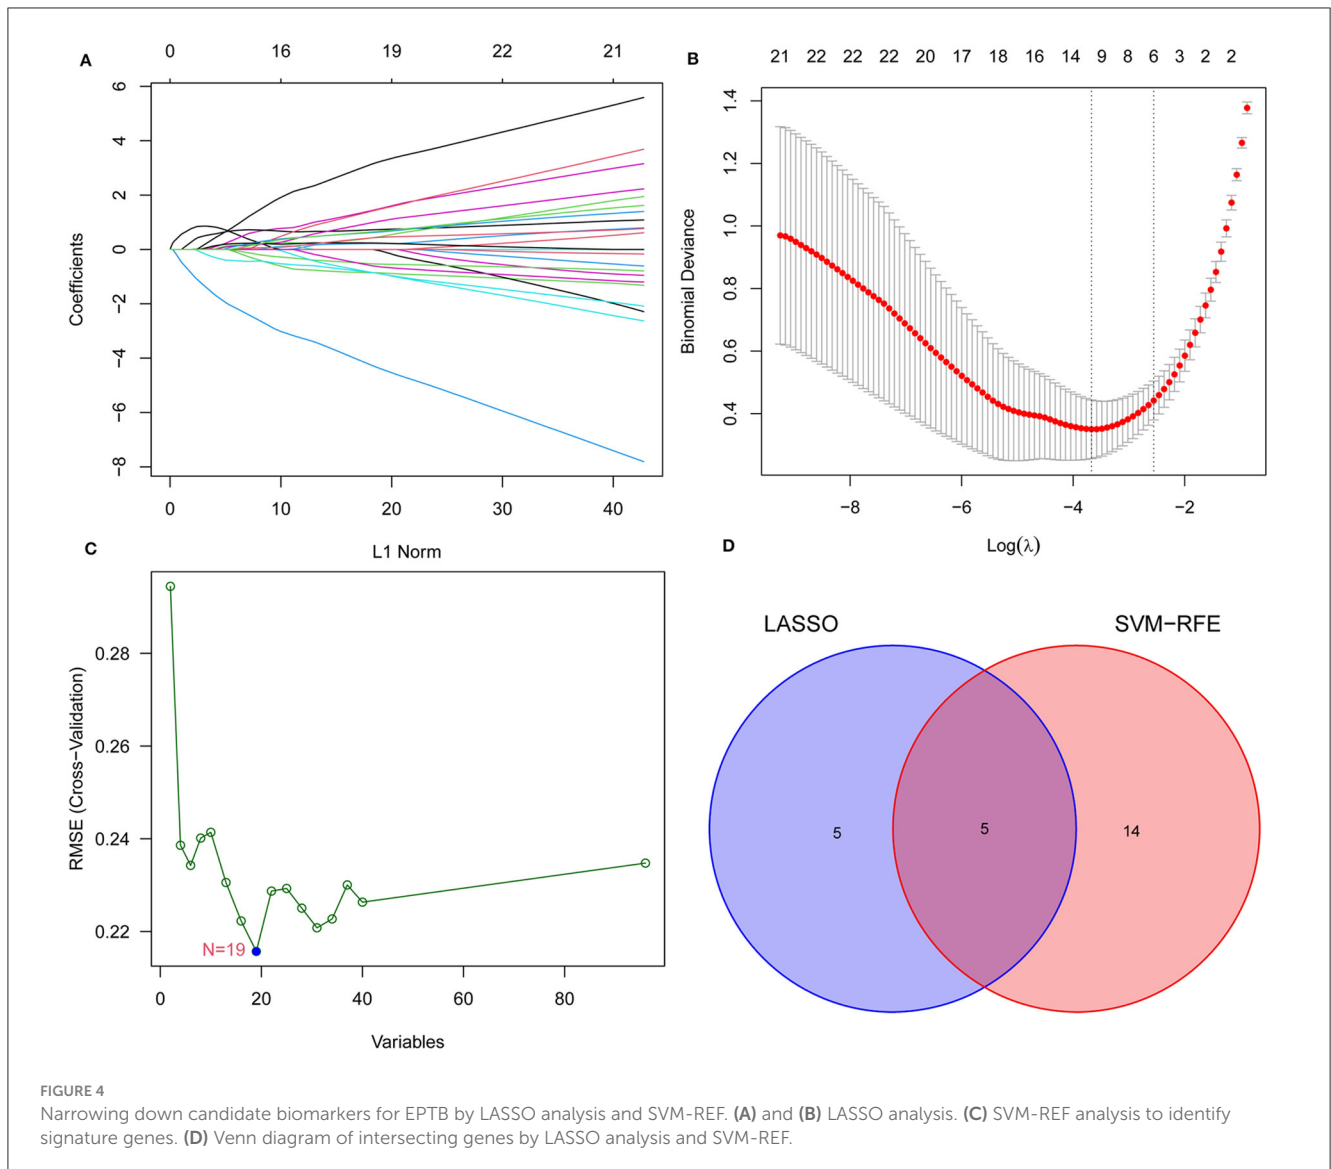 A
0 16 19 22 21
6
4
2
0
−2
−4
−6
−8
Coefficients
0 10 20 30 40
L1 Norm
B
21 22 22 22 20 17 18 16 14 9 8 6 3 2 2
1.4
1.2
1.0
0.8
0.6
0.4
Binomial Deviance
−8 −6 −4 −2
Log(λ)
C
0.28
0.26
0.24
0.22
RMSE (Cross−Validation)
N=19
0 20 40 60 80
Variables
D
LASSO SVM−RFE
5 5 14
FIGURE 4
Narrowing down candidate biomarkers for EPTB by LASSO analysis and SVM-REF. (A) and (B) LASSO analysis. (C) SVM-REF analysis to identify
signature genes. (D) Venn diagram of intersecting genes by LASSO analysis and SVM-REF.